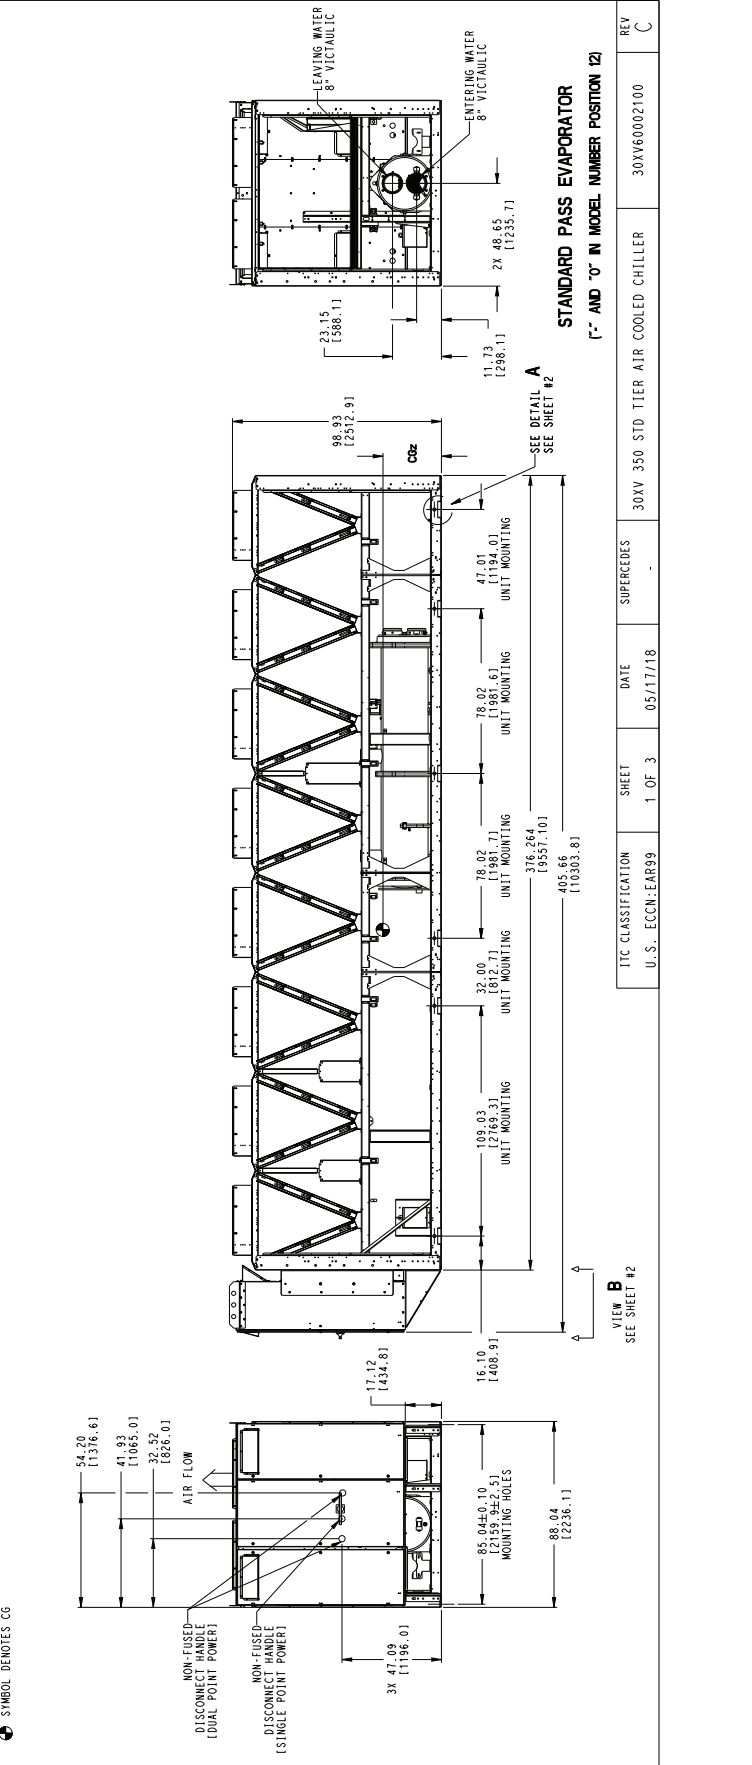 SYMBOL DENOTES CG
54.20
[1376.6]
41.93
[1065.0]
32.52
[826.0]
AIR FLOW
NON-FUSED
DISCONNECT HANDLE
[DUAL POINT POWER]
NON-FUSED
DISCONNECT HANDLE
[SINGLE POINT POWER]
3X 47.09
[1196.0]
17.12
[434.8]
85.04±0.10
[2159.9±2.5]
MOUNTING HOLES
88.04
[2236.1]
16.10
[408.9]
109.03
[2769.3]
UNIT MOUNTING
32.00
[812.7]
UNIT MOUNTING
78.02
[1981.7]
UNIT MOUNTING
78.02
[1981.6]
UNIT MOUNTING
47.01
[1194.0]
UNIT MOUNTING
376.264
[9557.10]
405.66
[10303.8]
VIEW B
SEE SHEET #2
98.93
[2512.9]
CGz
SEE DETAIL A
SEE SHEET #2
LEAVING WATER
8" VICTAULIC
ENTERING WATER
8" VICTAULIC
23.15
[588.1]
11.73
[298.1]
2X 48.65
[1235.7]
STANDARD PASS EVAPORATOR
("-" AND "0" IN MODEL NUMBER POSITION 12)
ITC CLASSIFICATION
U.S. ECCN:EAR99
SHEET
1 OF 3
DATE
05/17/18
SUPERCEDES
-
30XV 350 STD TIER AIR COOLED CHILLER
30XV60002100
REV
C